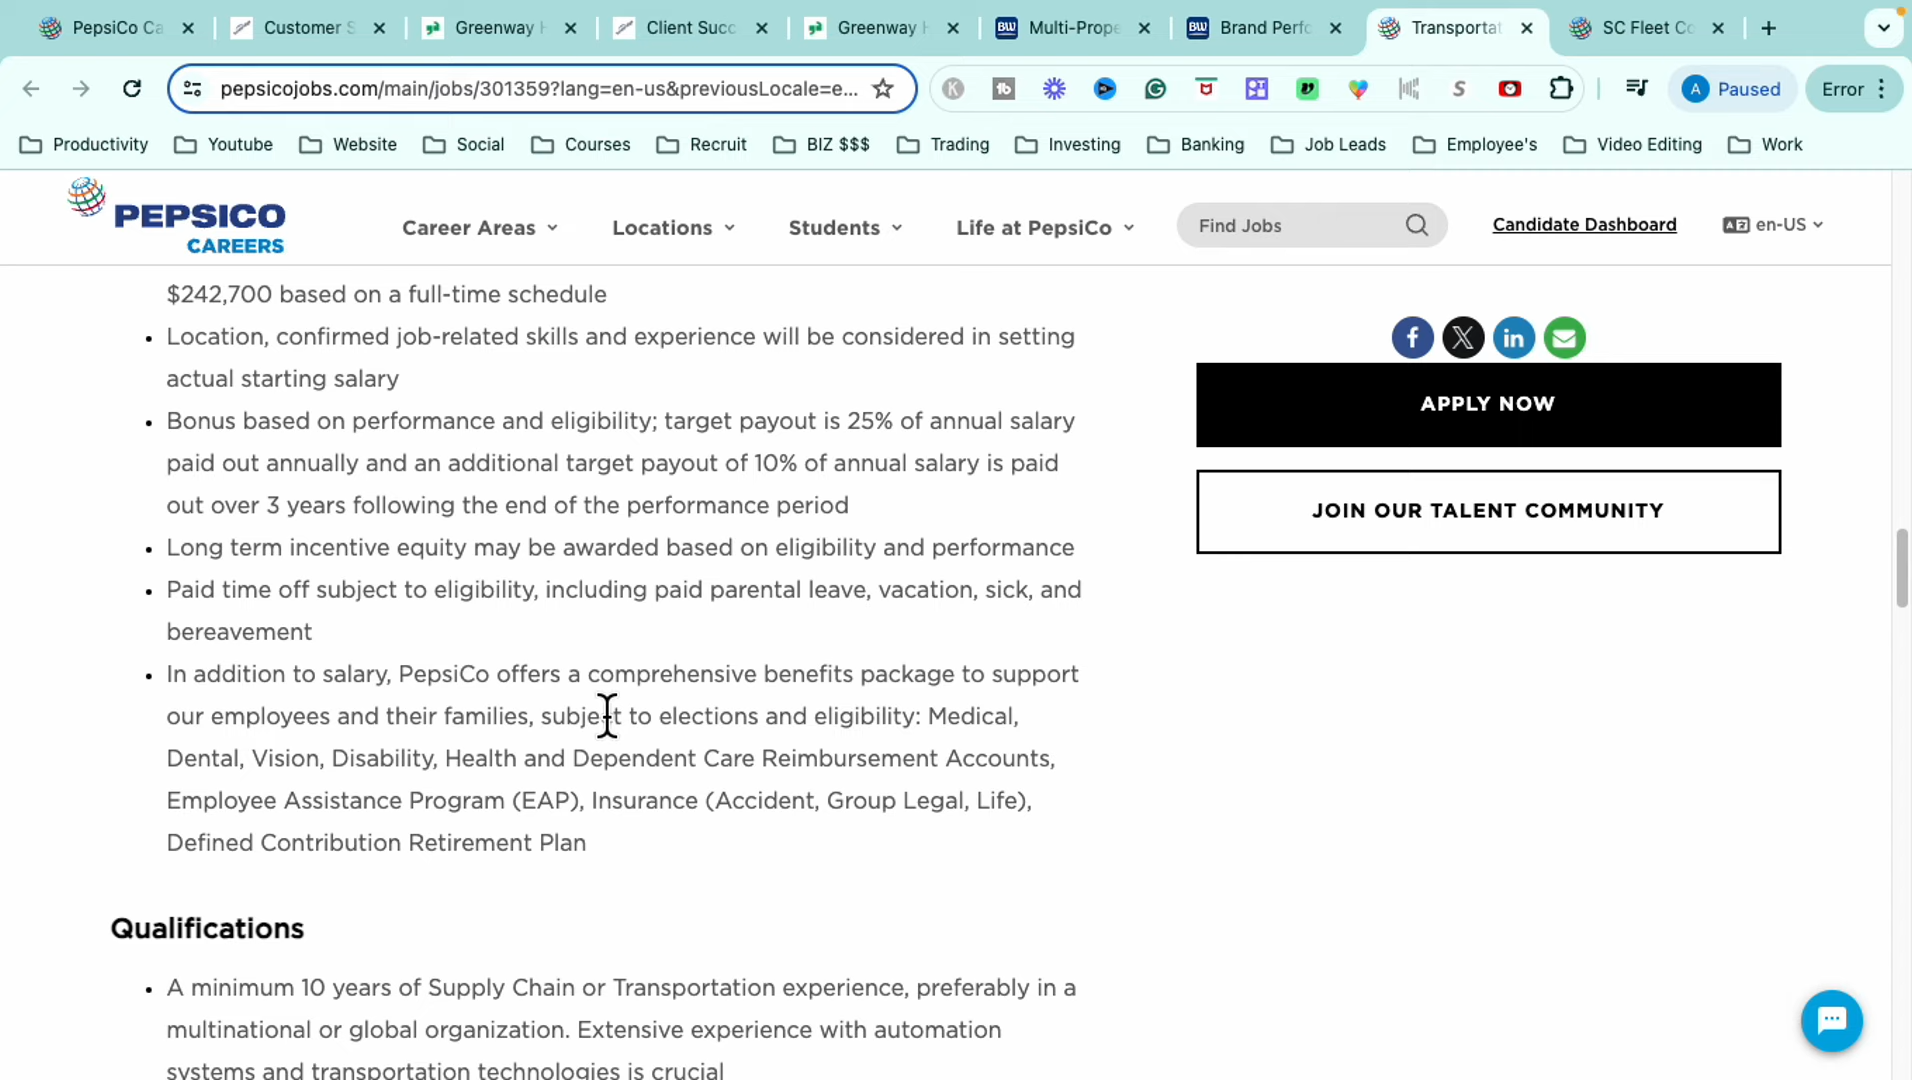 PepsiCo Ca
Customer S
Greenway H
Client Succ
Greenway H
Multi-Prope
Brand Perfo
Transportat
SC Fleet Co
pepsicojobs.com/main/jobs/301359?lang=en-us&previousLocale=e...
A Paused
Error
Productivity
Youtube
Website
Social
Courses
Recruit
BIZ $$$
Trading
Investing
Banking
Job Leads
Employee's
Video Editing
Work
PEPSICO
CAREERS
Career Areas
Locations
Students
Life at PepsiCo
Find Jobs
Candidate Dashboard
en-US
$242,700 based on a full-time schedule
• Location, confirmed job-related skills and experience will be considered in setting
actual starting salary
• Bonus based on performance and eligibility; target payout is 25% of annual salary
paid out annually and an additional target payout of 10% of annual salary is paid
out over 3 years following the end of the performance period
• Long term incentive equity may be awarded based on eligibility and performance
• Paid time off subject to eligibility, including paid parental leave, vacation, sick, and
bereavement
• In addition to salary, PepsiCo offers a comprehensive benefits package to support
our employees and their families, subject to elections and eligibility: Medical,
Dental, Vision, Disability, Health and Dependent Care Reimbursement Accounts,
Employee Assistance Program (EAP), Insurance (Accident, Group Legal, Life),
Defined Contribution Retirement Plan
Qualifications
• A minimum 10 years of Supply Chain or Transportation experience, preferably in a
multinational or global organization. Extensive experience with automation
systems and transportation technologies is crucial
APPLY NOW
JOIN OUR TALENT COMMUNITY